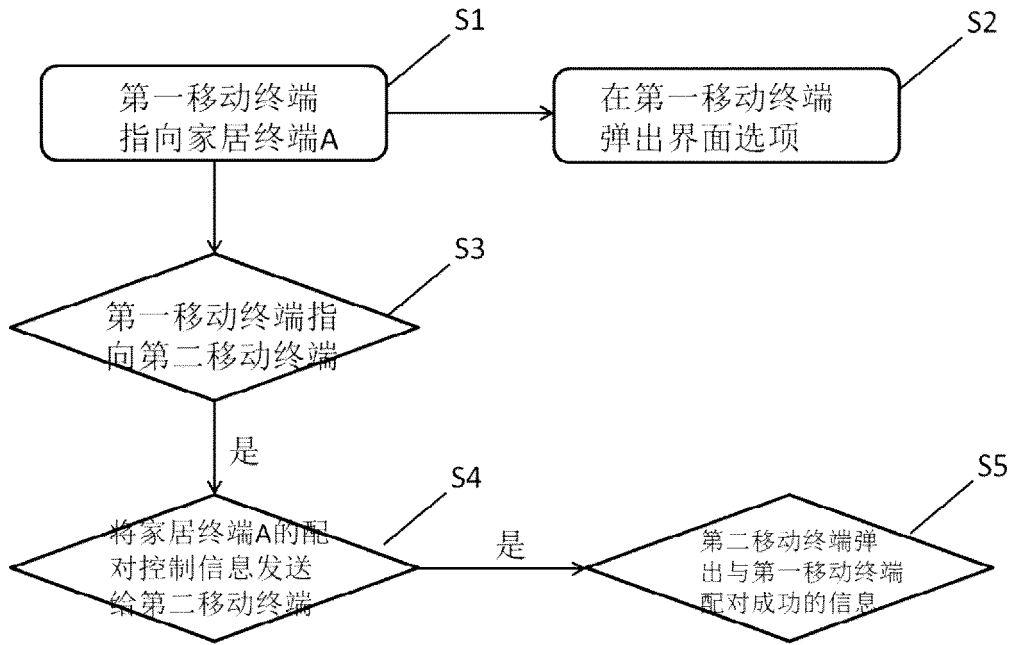 S1
第一移动终端
指向家居终端A
S2
在第一移动终端
弹出界面选项
S3
第一移动终端指
向第二移动终端
是
S4
将家居终端A的配
对控制信息发送
给第二移动终端
是
S5
第二移动终端弹
出与第一移动终端
配对成功的信息